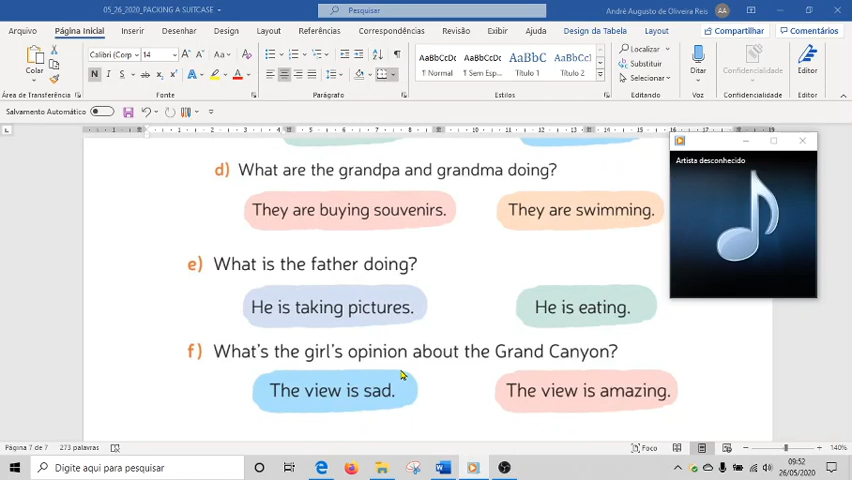 05_26_2020_PACKING A SUITCASE
Pesquisar
André Augusto de Oliveira Reis
AA
Arquivo Página Inicial Inserir Desenhar Design Layout Referências Correspondências Revisão Exibir Ajuda Design da Tabela Layout Compartilhar Comentários
Colar
Área de Transferência
Calibri (Corp 14
Fonte
Parágrafo
AaBbCcDc AaBbCcDc AaBbC AaBbCcI
¶ Normal ¶ Sem Esp... Título 1 Título 2
Estilos
Localizar
Substituir
Selecionar
Editando
Ditar
Voz
Confidencialidade
Confidencialidade
Editor
Editor
Salvamento Automático
d) What are the grandpa and grandma doing?
They are buying souvenirs. They are swimming.
e) What is the father doing?
He is taking pictures. He is eating.
f) What's the girl's opinion about the Grand Canyon?
The view is sad. The view is amazing.
Artista desconhecido
Página 7 de 7 273 palavras Foco 140%
Digite aqui para pesquisar
09:52
26/05/2020